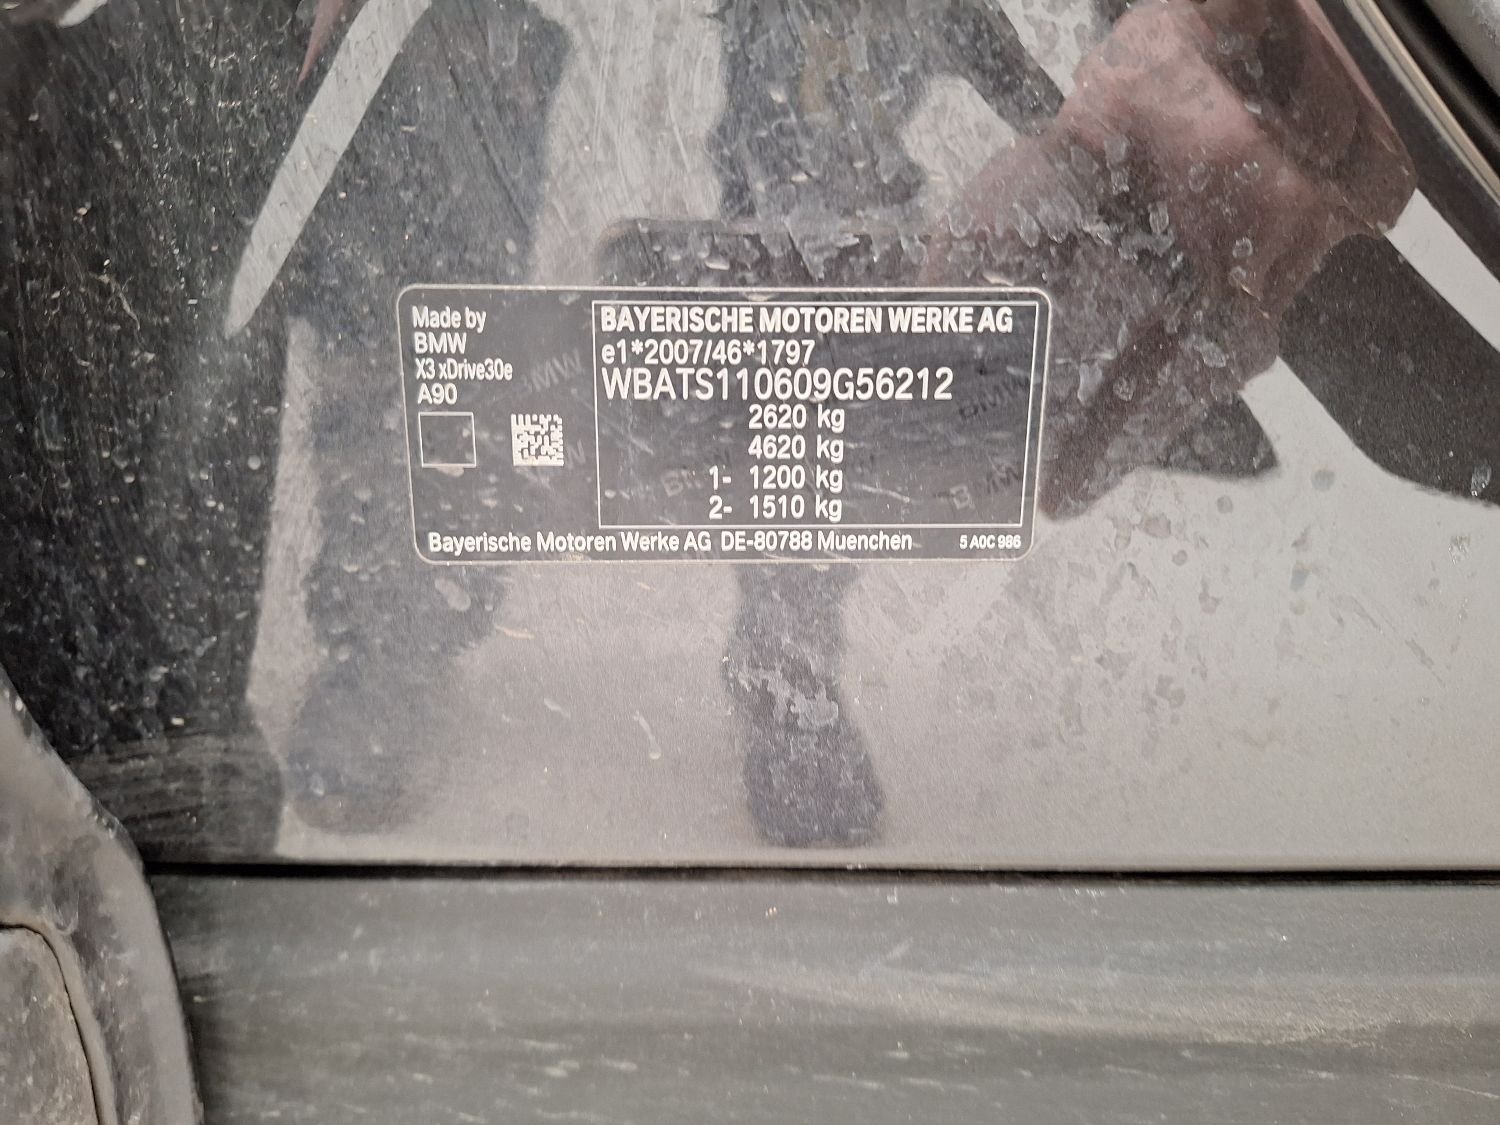 Made by
BMW
X3 xDrive30e
A90
BAYERISCHE MOTOREN WERKE AG
e1*2007/46*1797
WBATS110609G56212
2620 kg
4620 kg
1- 1200 kg
2- 1510 kg
Bayerische Motoren Werke AG DE-80788 Muenchen
5 A0C 986